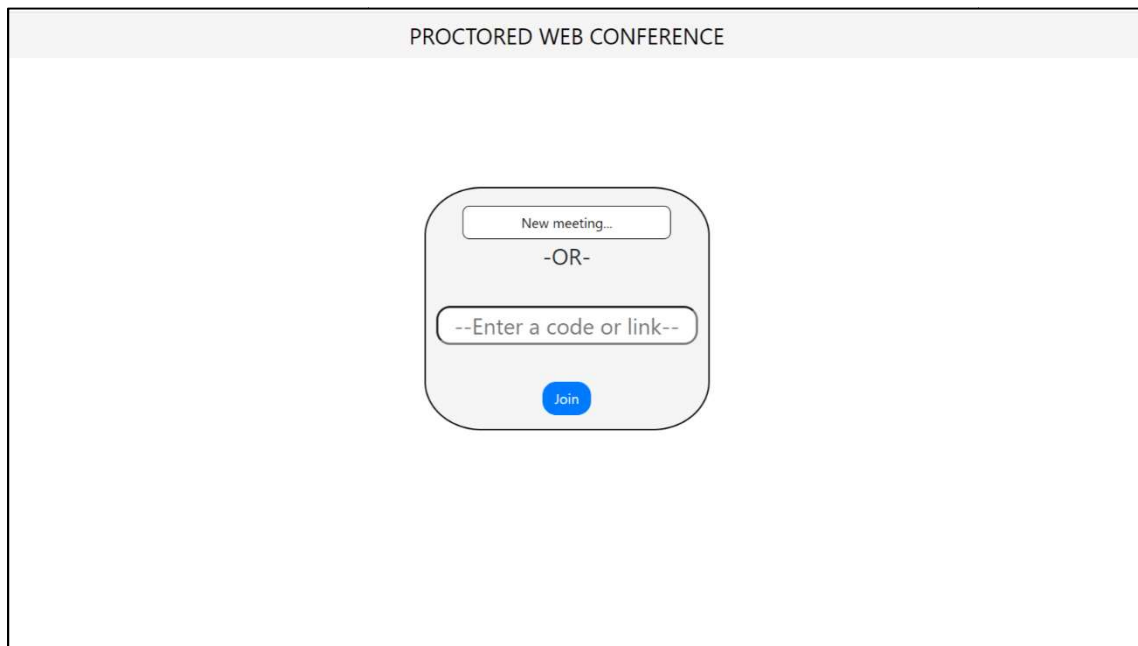 PROCTORED WEB CONFERENCE
New meeting...
-OR-
--Enter a code or link--
Join